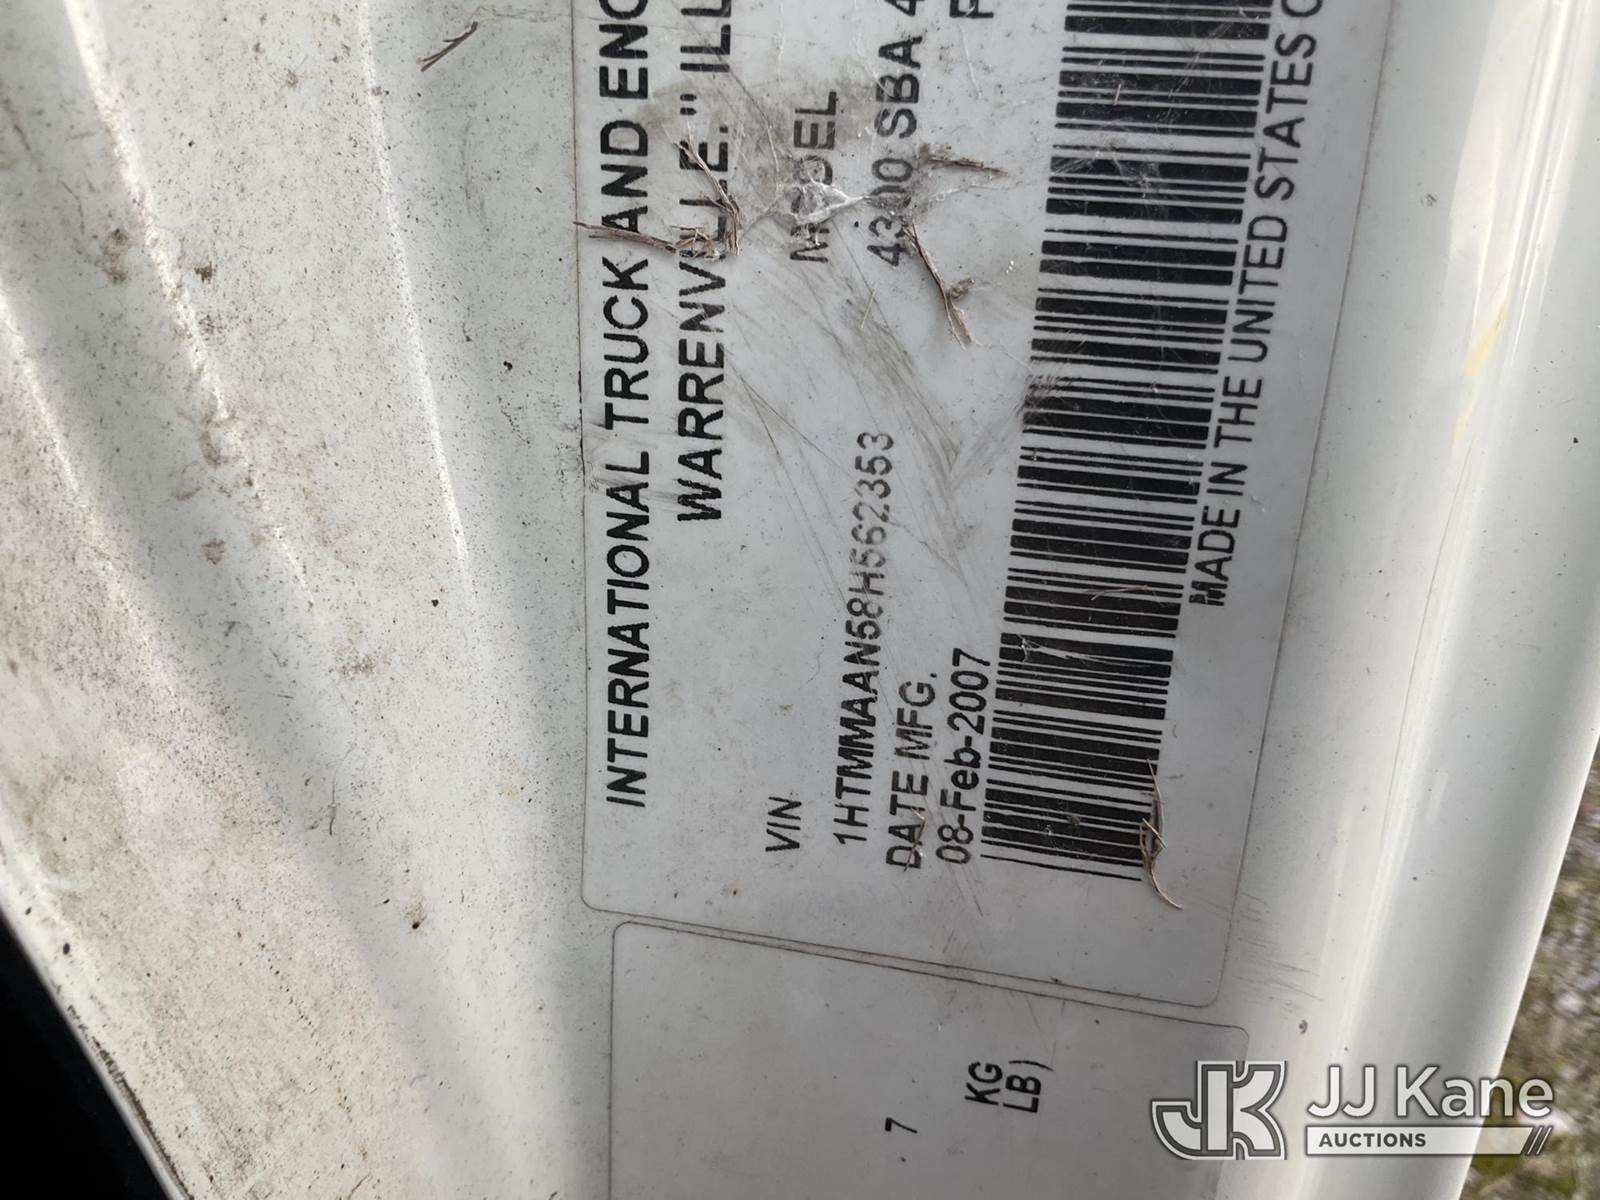 INTERNATIONAL TRUCK AND ENG
WARRENVILLE." ILL
MODEL
4300 SBA 4
VIN
1HTMMAAN58H562353
DATE MFG.
08-Feb-2007
MADE IN THE UNITED STATES O
7
KG
LB)
JJ Kane
AUCTIONS